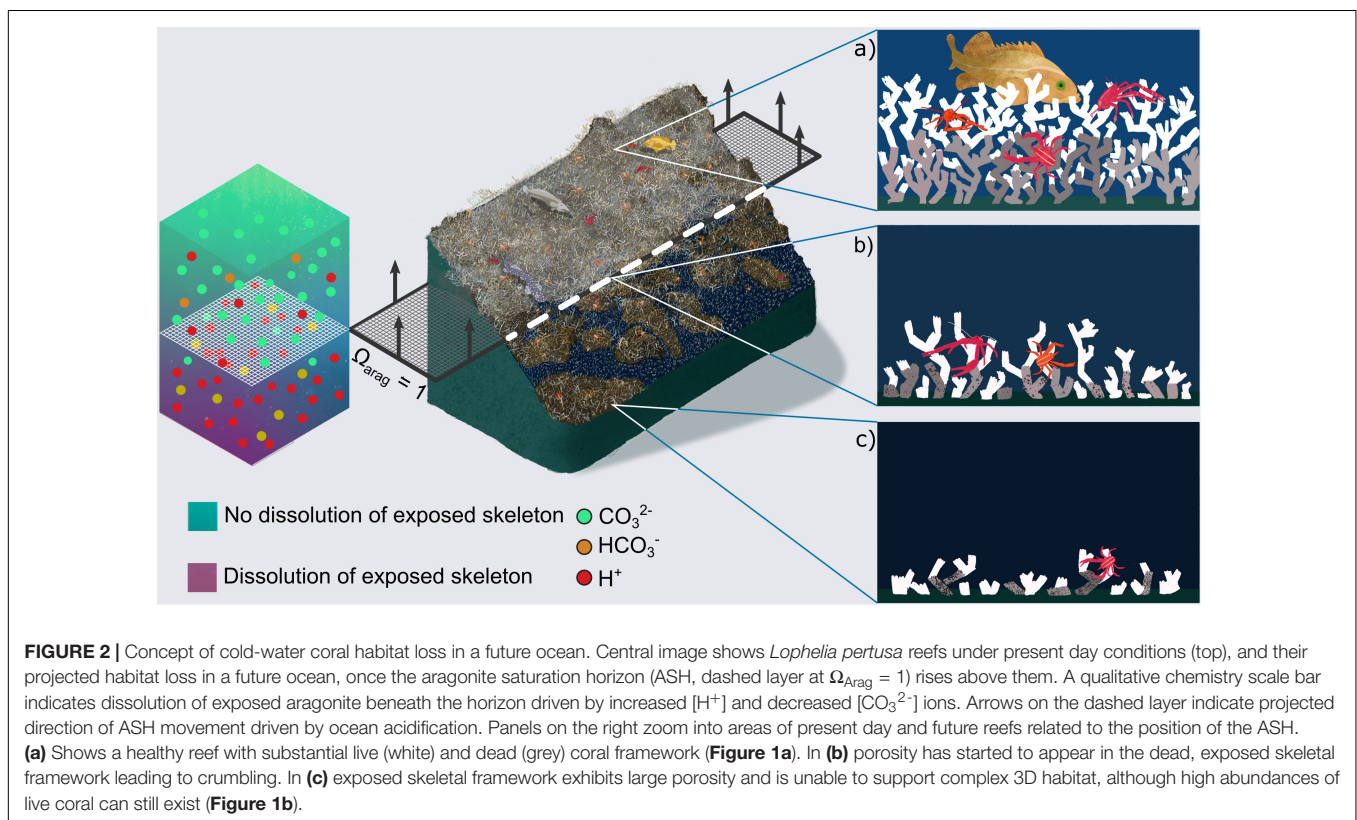 a)
b)
c)
Ωarag = 1
No dissolution of exposed skeleton
Dissolution of exposed skeleton
CO₃²⁻
HCO₃⁻
H⁺
FIGURE 2 | Concept of cold-water coral habitat loss in a future ocean. Central image shows Lophelia pertusa reefs under present day conditions (top), and their
projected habitat loss in a future ocean, once the aragonite saturation horizon (ASH, dashed layer at ΩArag = 1) rises above them. A qualitative chemistry scale bar
indicates dissolution of exposed aragonite beneath the horizon driven by increased [H⁺] and decreased [CO₃²⁻] ions. Arrows on the dashed layer indicate projected
direction of ASH movement driven by ocean acidification. Panels on the right zoom into areas of present day and future reefs related to the position of the ASH.
(a) Shows a healthy reef with substantial live (white) and dead (grey) coral framework (Figure 1a). In (b) porosity has started to appear in the dead, exposed skeletal
framework leading to crumbling. In (c) exposed skeletal framework exhibits large porosity and is unable to support complex 3D habitat, although high abundances of
live coral can still exist (Figure 1b).